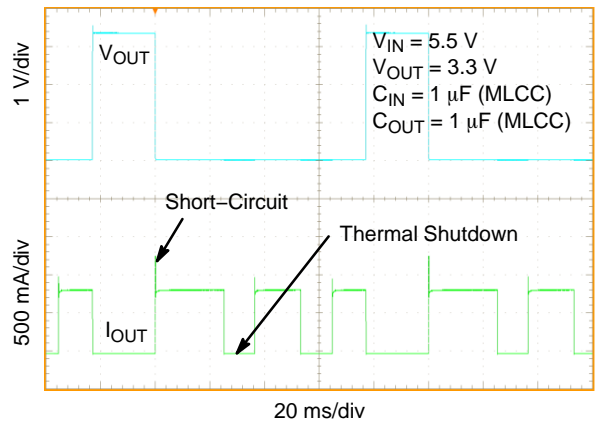 1 V/div
V_OUT
V_IN = 5.5 V
V_OUT = 3.3 V
C_IN = 1 μF (MLCC)
C_OUT = 1 μF (MLCC)
500 mA/div
Short–Circuit
Thermal Shutdown
I_OUT
20 ms/div